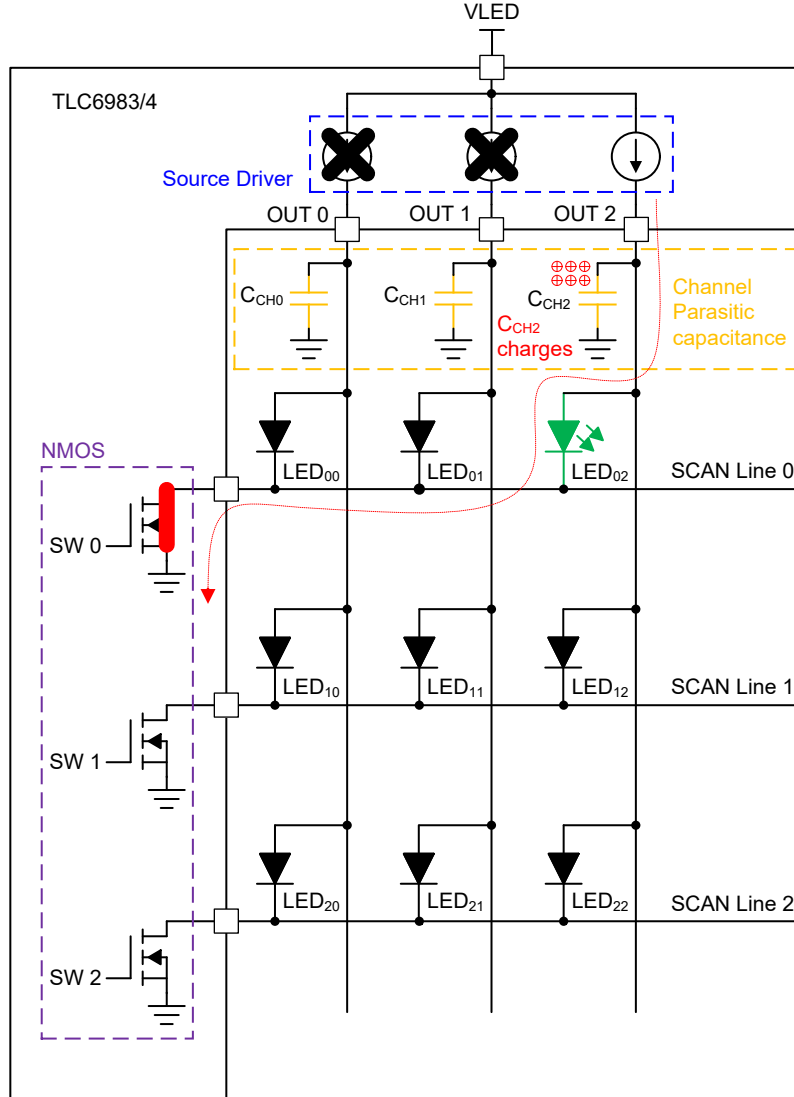 VLED
TLC6983/4
Source Driver
OUT 0
OUT 1
OUT 2
CCH0
CCH1
CCH2
CCH2
charges
Channel
Parasitic
capacitance
NMOS
LED00
LED01
LED02
SCAN Line 0
SW 0
LED10
LED11
LED12
SCAN Line 1
SW 1
LED20
LED21
LED22
SCAN Line 2
SW 2